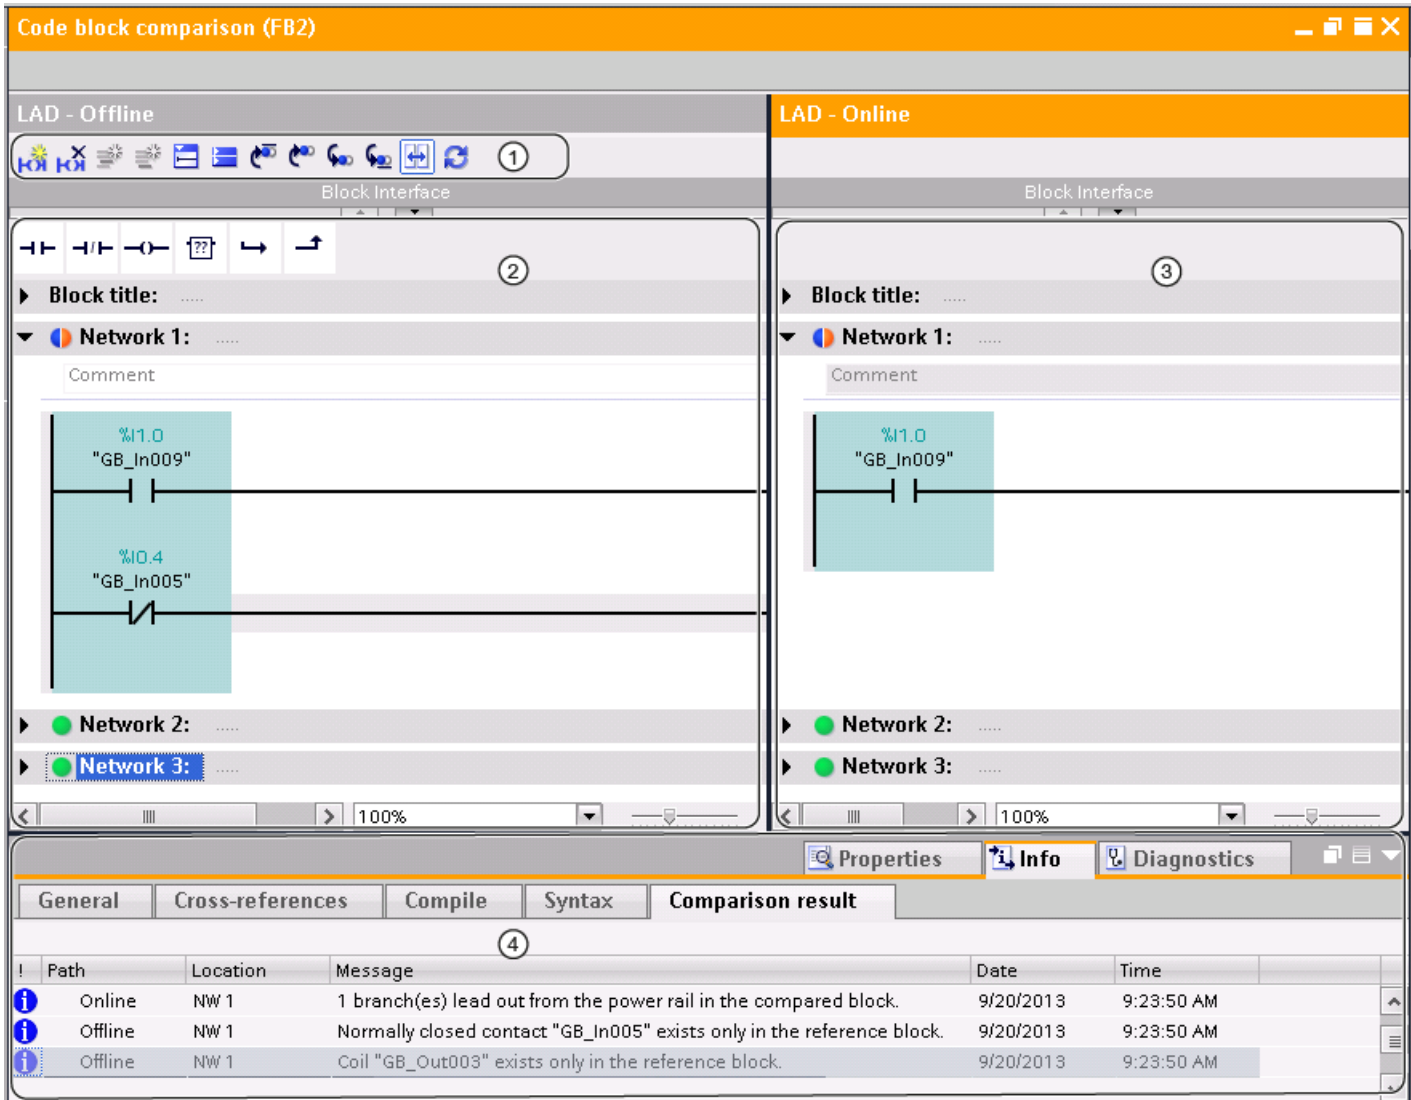 Code block comparison (FB2)
LAD - Offline
LAD - Online
1
Block Interface
Block Interface
??
2
3
Block title: .....
Block title: .....
Network 1: .....
Network 1: .....
Comment
Comment
%I1.0
"GB_In009"
%I1.0
"GB_In009"
%I0.4
"GB_In005"
Network 2: .....
Network 2: .....
Network 3: .....
Network 3: .....
100%
100%
Properties
Info
Diagnostics
General
Cross-references
Compile
Syntax
Comparison result
4
! Path Location Message Date Time
Online NW 1 1 branch(es) lead out from the power rail in the compared block. 9/20/2013 9:23:50 AM
Offline NW 1 Normally closed contact "GB_In005" exists only in the reference block. 9/20/2013 9:23:50 AM
Offline NW 1 Coil "GB_Out003" exists only in the reference block. 9/20/2013 9:23:50 AM